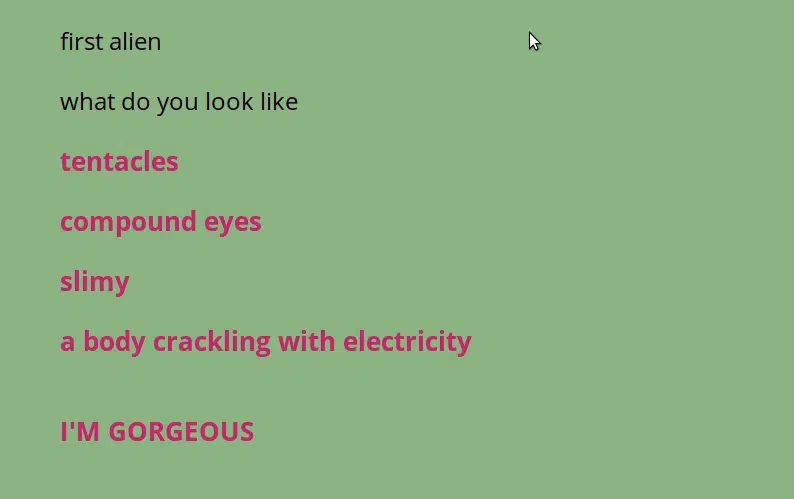 first alien
what do you look like
tentacles
compound eyes
slimy
a body crackling with electricity
I'M GORGEOUS